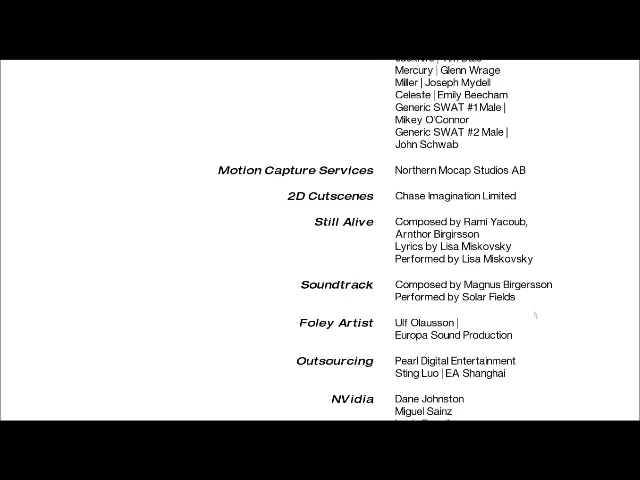 Mercury | Glenn Wrage
Miller | Joseph Mydell
Celeste | Emily Beecham
Generic SWAT #1 Male |
Mikey O'Connor
Generic SWAT #2 Male |
John Schwab
Motion Capture Services Northern Mocap Studios AB
2D Cutscenes Chase Imagination Limited
Still Alive Composed by Rami Yacoub,
Arnthor Birgirsson
Lyrics by Lisa Miskovsky
Performed by Lisa Miskovsky
Soundtrack Composed by Magnus Birgersson
Performed by Solar Fields
Foley Artist Ulf Olausson |
Europa Sound Production
Outsourcing Pearl Digital Entertainment
Sting Luo | EA Shanghai
NVidia Dane Johnston
Miguel Sainz